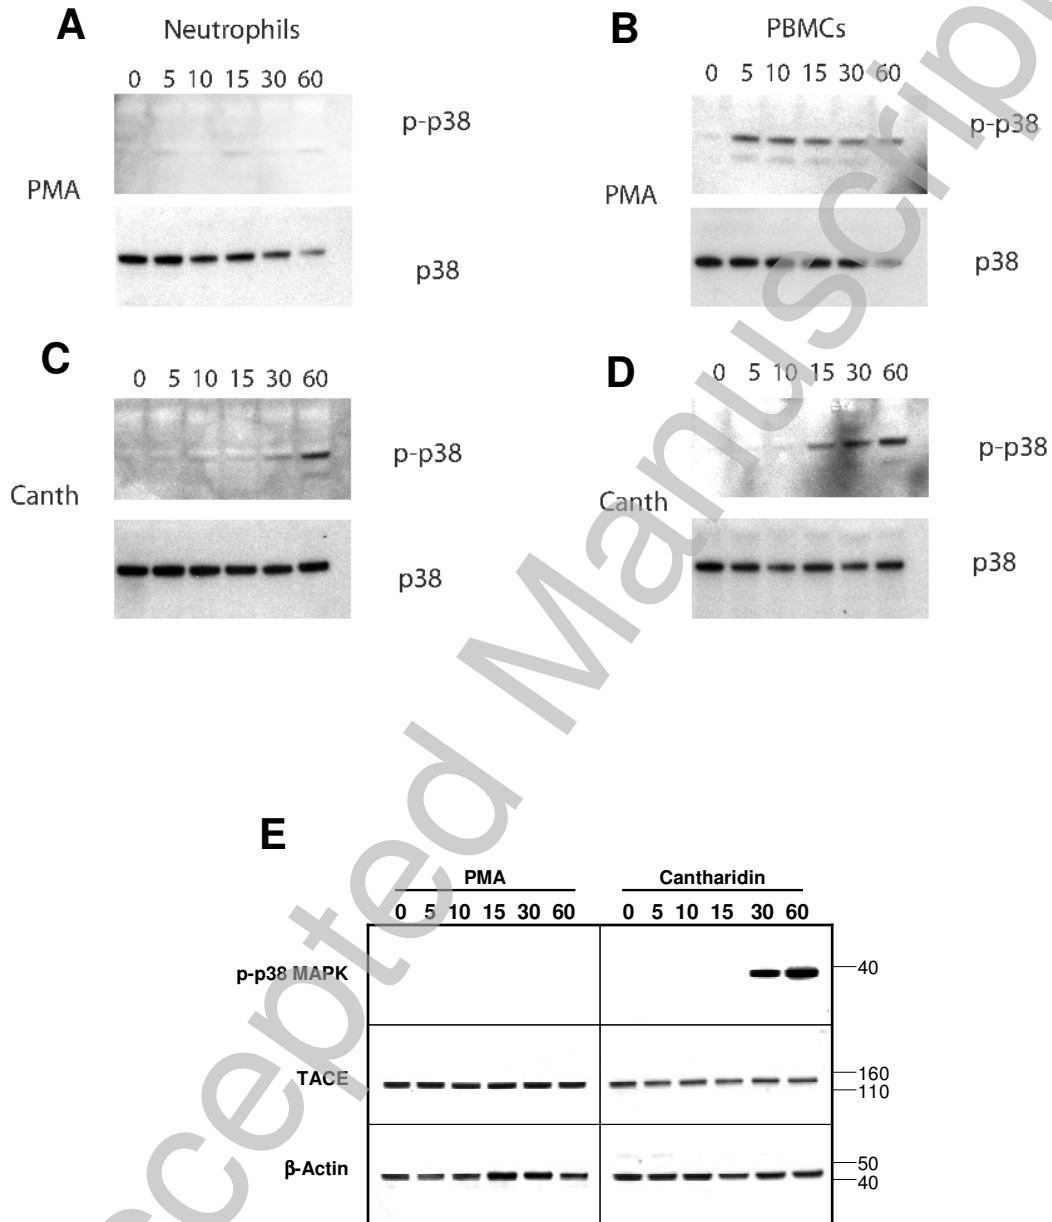 A
Neutrophils
0 5 10 15 30 60
p-p38
PMA
p38
B
PBMCs
0 5 10 15 30 60
p-p38
PMA
p38
C
0 5 10 15 30 60
p-p38
Canth
p38
D
0 5 10 15 30 60
p-p38
Canth
p38
E
PMA Cantharidin
0 5 10 15 30 60 0 5 10 15 30 60
p-p38 MAPK 40
TACE 160
110
β-Actin 50
40
cepted Manuscrip